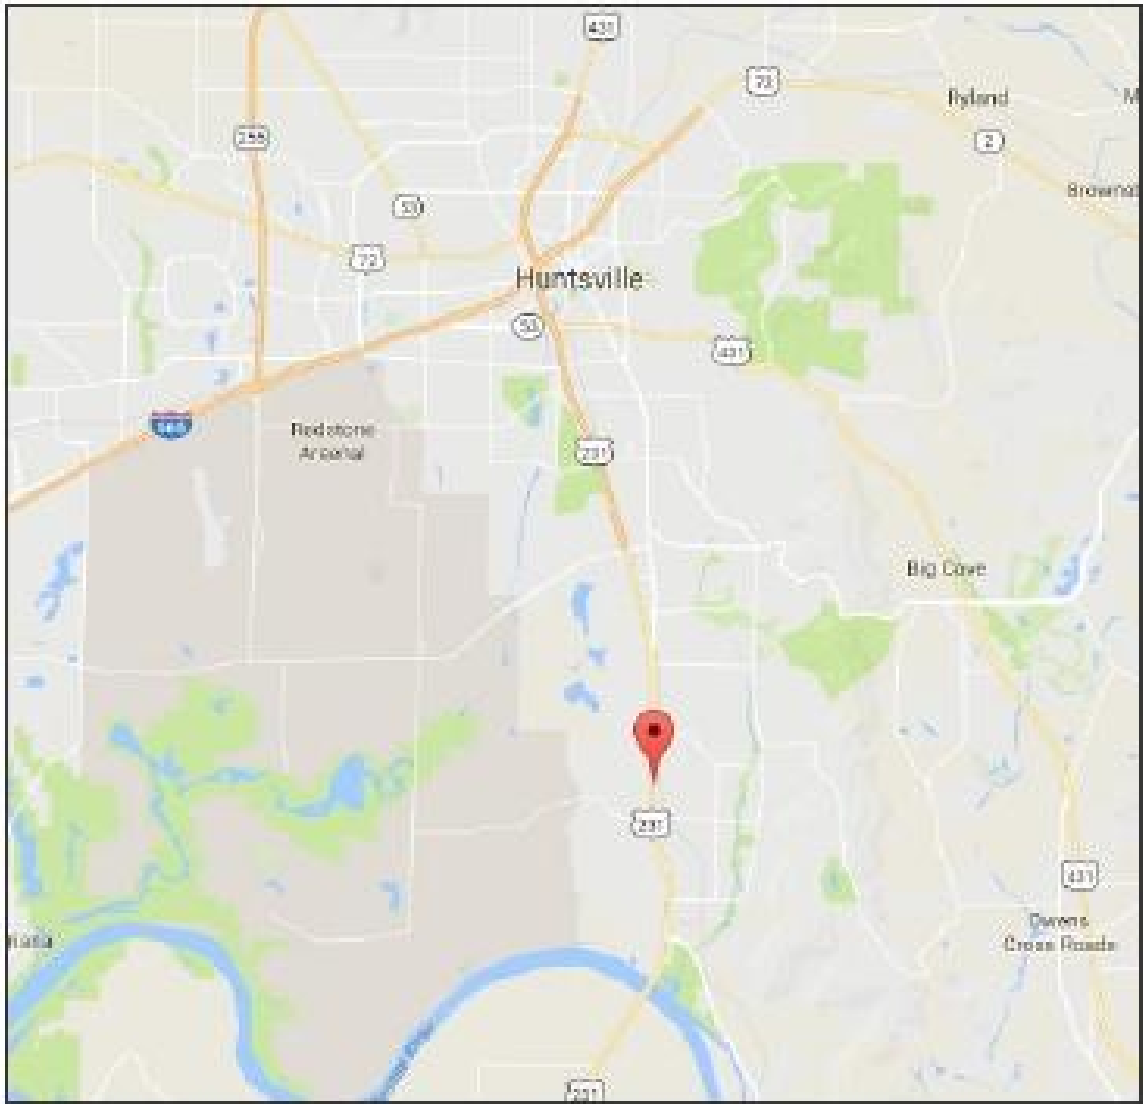 431
72
Ryland
M
255
2
Browns
53
72
Huntsville
53
431
Redstone
Arsenal
231
Big Cove
231
431
Owens
Cross Roads
231